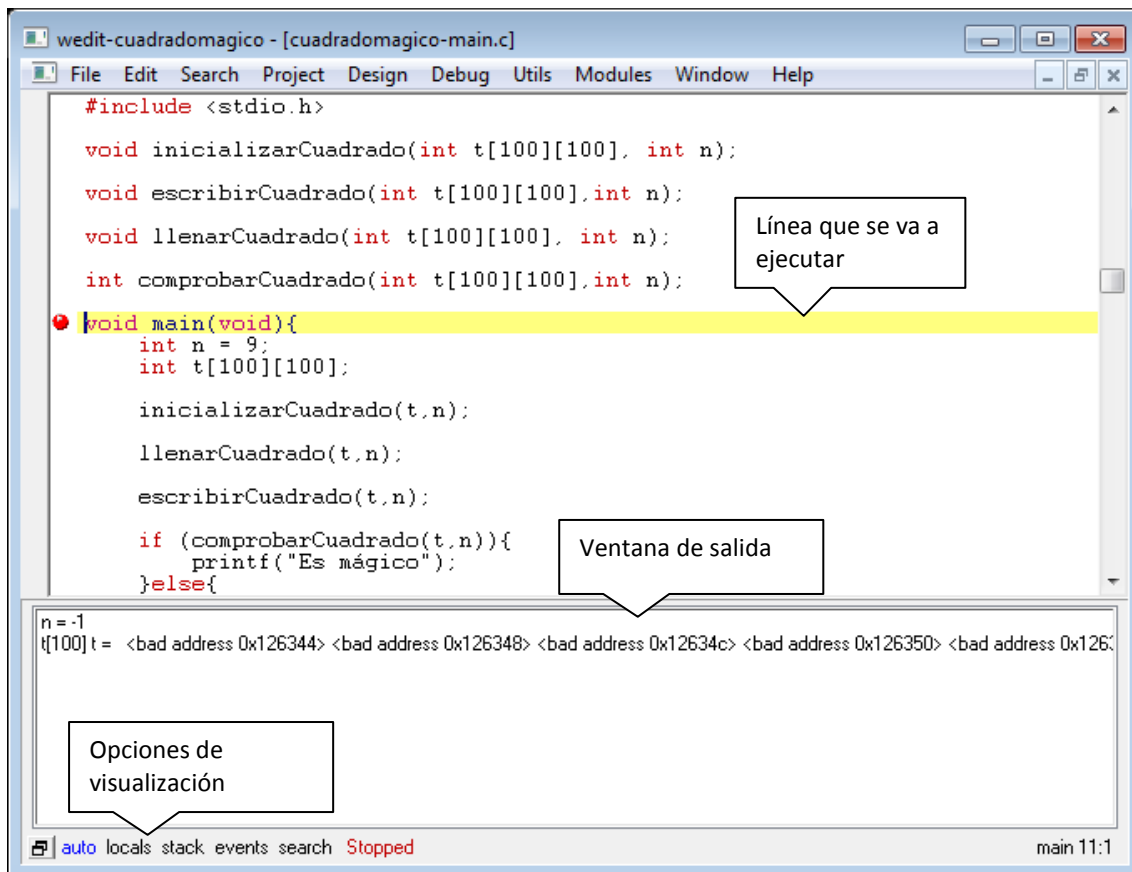 wedit-cuadradomagico - [cuadradomagico-main.c]
File Edit Search Project Design Debug Utils Modules Window Help
#include <stdio.h>
void inicializarCuadrado(int t[100][100], int n);
void escribirCuadrado(int t[100][100],int n);
void llenarCuadrado(int t[100][100], int n);
int comprobarCuadrado(int t[100][100],int n);
Línea que se va a
ejecutar
void main(void){
int n = 9;
int t[100][100];
inicializarCuadrado(t,n);
llenarCuadrado(t,n);
escribirCuadrado(t,n);
if (comprobarCuadrado(t,n)){
printf("Es mágico");
}else{
Ventana de salida
n = -1
t[100] t = <bad address 0x126344> <bad address 0x126348> <bad address 0x12634c> <bad address 0x126350> <bad address 0x126
Opciones de
visualización
auto locals stack events search Stopped
main 11:1